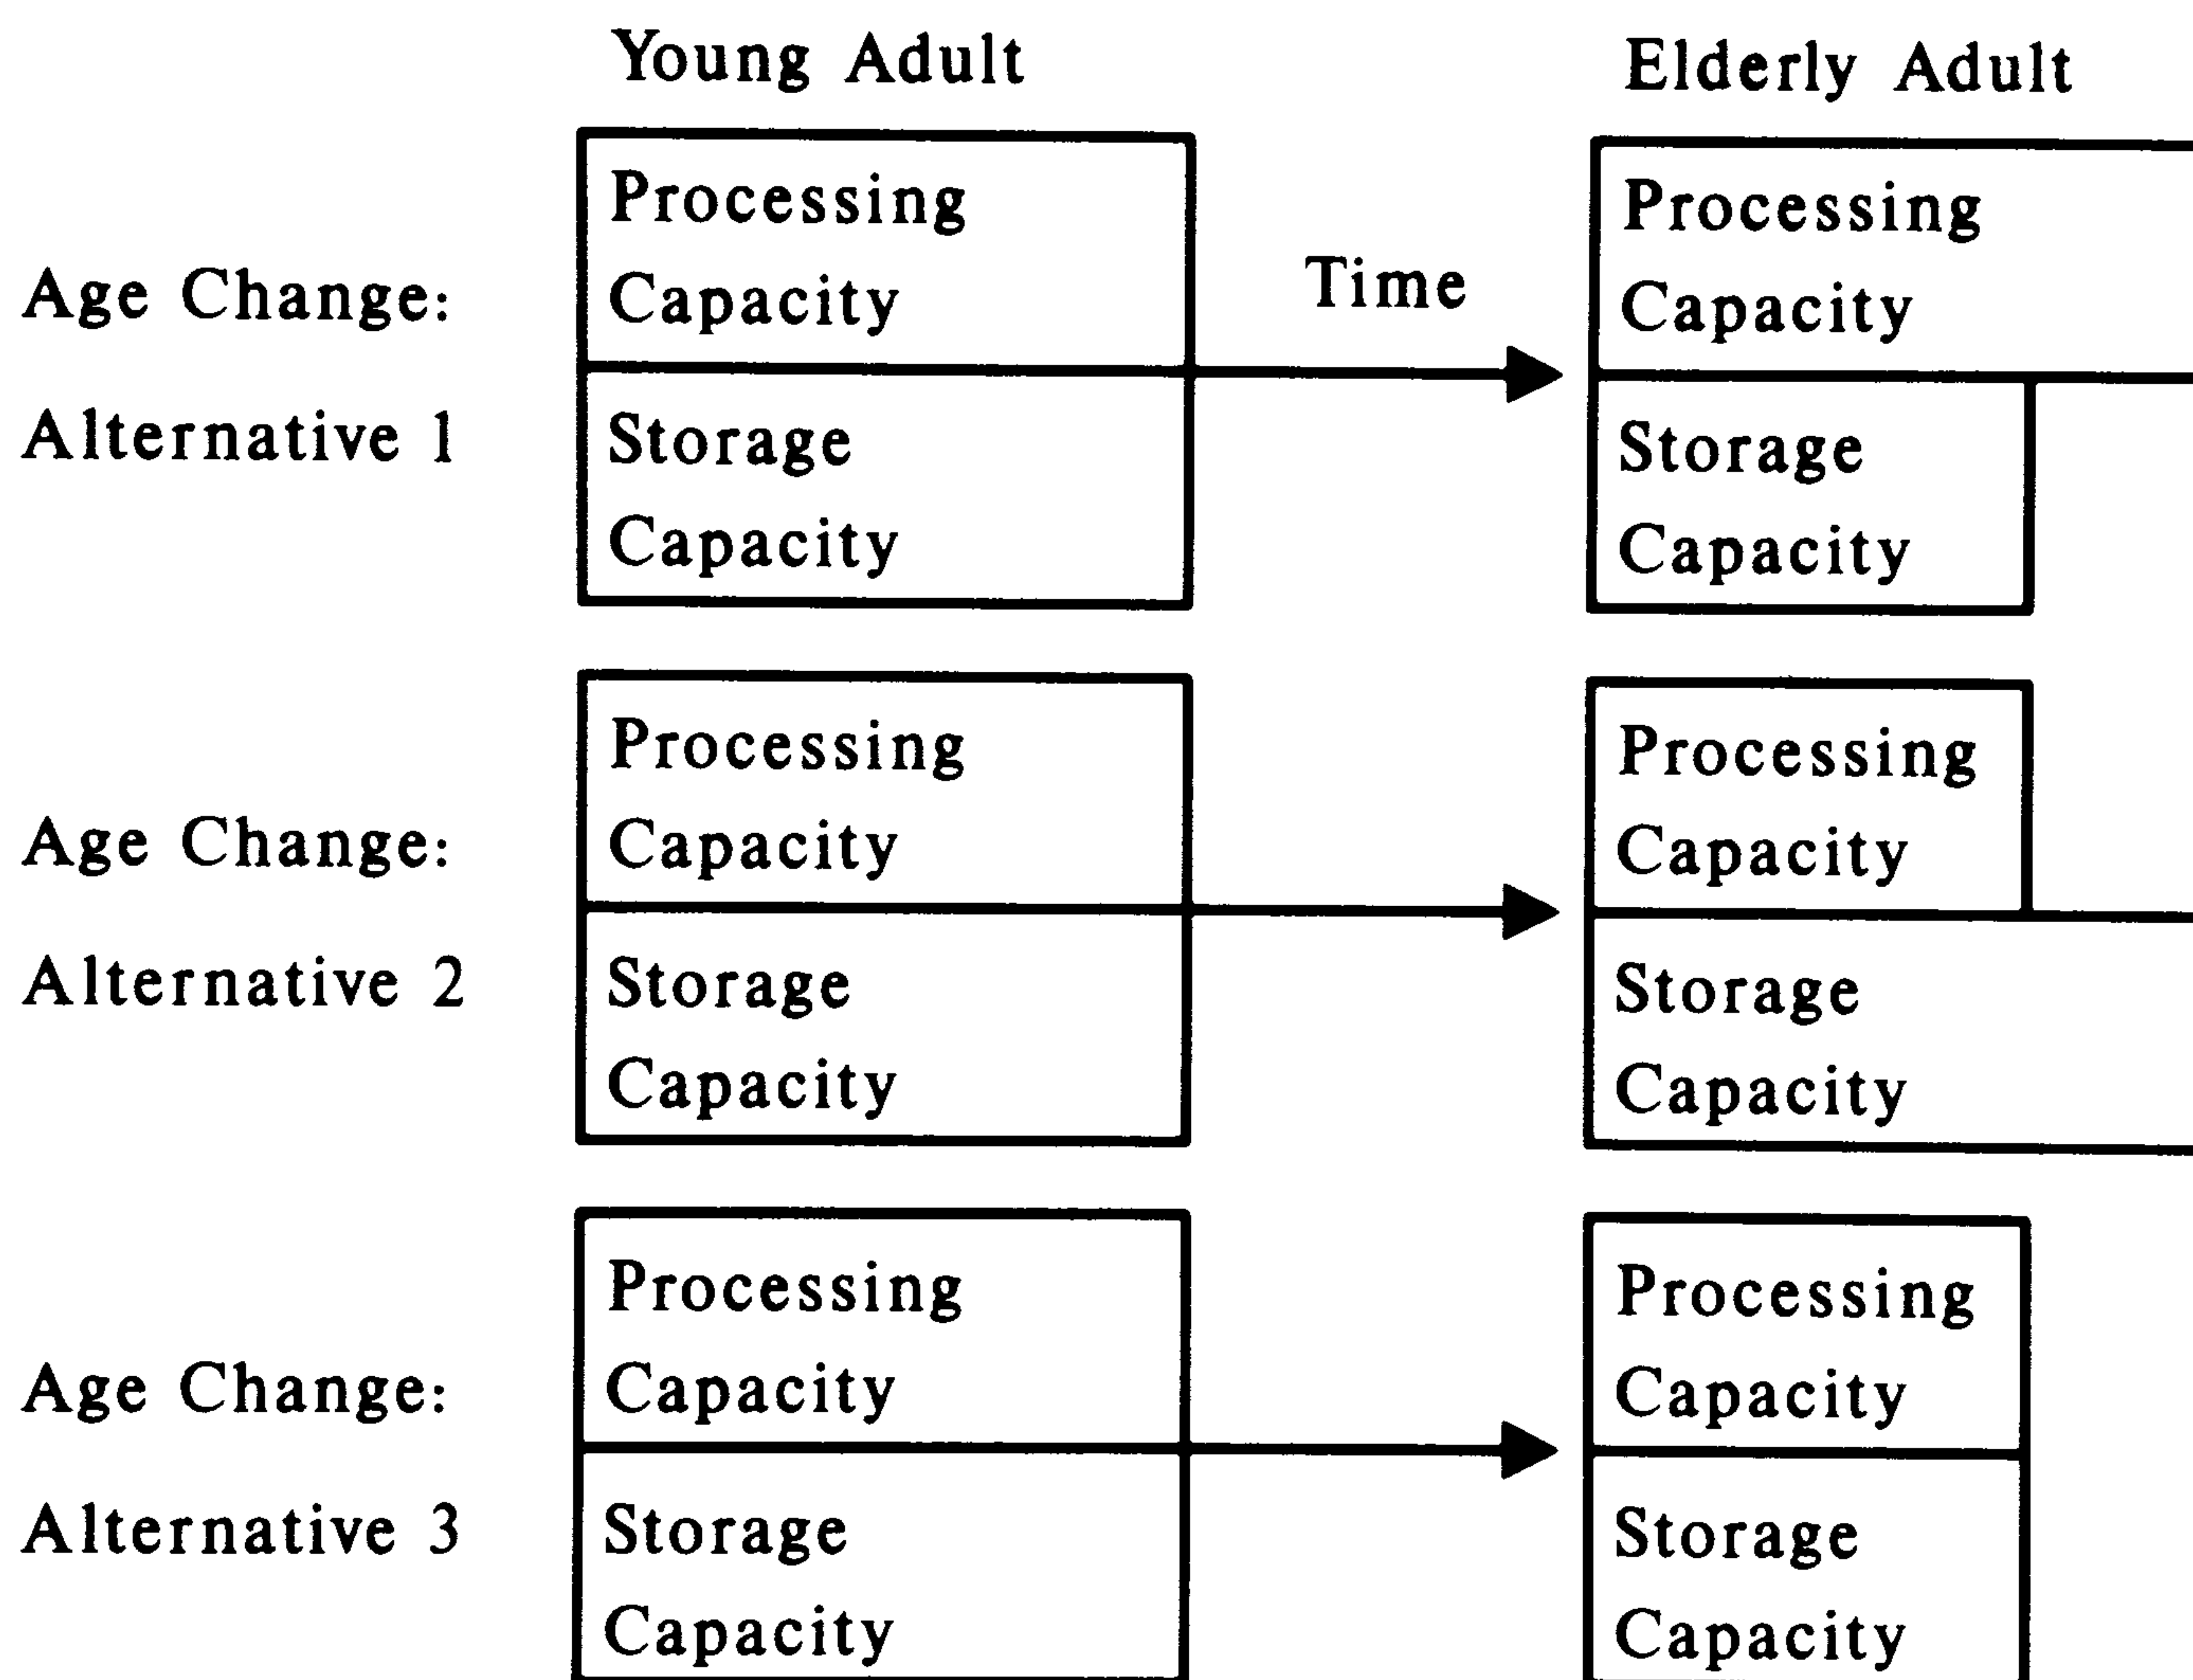 Young Adult
Elderly Adult
Age Change:
Alternative 1
Processing
Capacity
Storage
Capacity
Time
Processing
Capacity
Storage
Capacity
Age Change:
Alternative 2
Processing
Capacity
Storage
Capacity
Processing
Capacity
Storage
Capacity
Age Change:
Alternative 3
Processing
Capacity
Storage
Capacity
Processing
Capacity
Storage
Capacity